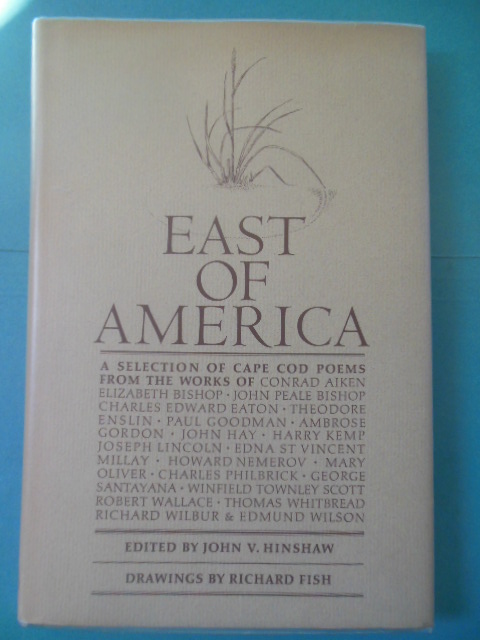 EAST
OF
AMERICA
A SELECTION OF CAPE COD POEMS
FROM THE WORKS OF CONRAD AIKEN
ELIZABETH BISHOP · JOHN PEALE BISHOP
CHARLES EDWARD EATON · THEODORE
ENSLIN · PAUL GOODMAN · AMBROSE
GORDON · JOHN HAY · HARRY KEMP
JOSEPH LINCOLN · EDNA ST VINCENT
MILLAY · HOWARD NEMEROV · MARY
OLIVER · CHARLES PHILBRICK · GEORGE
SANTAYANA · WINFIELD TOWNLEY SCOTT
ROBERT WALLACE · THOMAS WHITBREAD
RICHARD WILBUR & EDMUND WILSON
EDITED BY JOHN V. HINSHAW
DRAWINGS BY RICHARD FISH